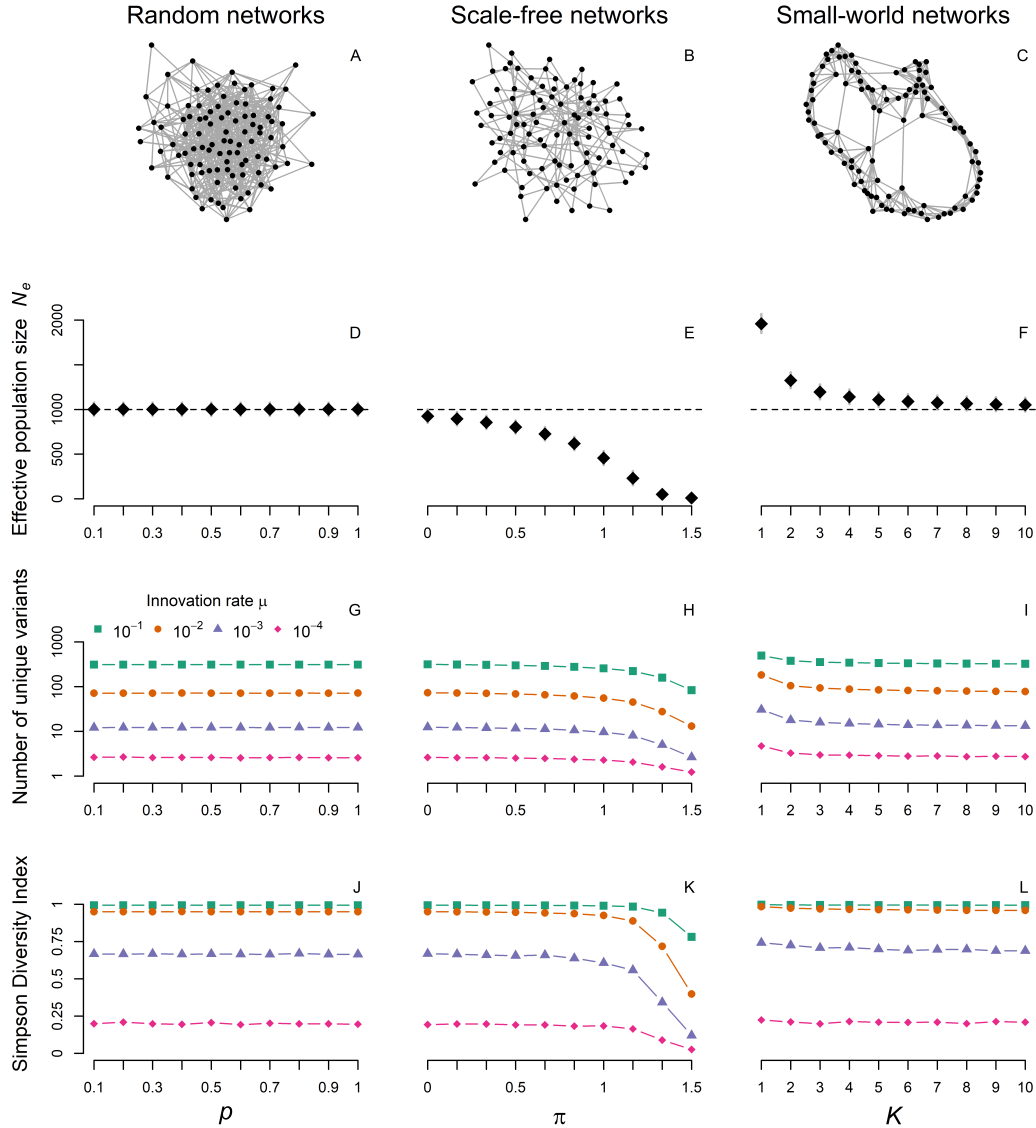 Random networks
Scale-free networks
Small-world networks
A
B
C
Effective population size Nₑ
2000
1000
500
0
D
E
F
0.1 0.3 0.5 0.7 0.9 1
0 0.5 1 1.5
1 2 3 4 5 6 7 8 9 10
Number of unique variants
1000
100
10
1
Innovation rate μ
10⁻¹ 10⁻² 10⁻³ 10⁻⁴
G
H
I
0.1 0.3 0.5 0.7 0.9 1
0 0.5 1 1.5
1 2 3 4 5 6 7 8 9 10
Simpson Diversity Index
1
0.75
0.5
0.25
0
J
K
L
0.1 0.3 0.5 0.7 0.9 1
0 0.5 1 1.5
1 2 3 4 5 6 7 8 9 10
p
π
K